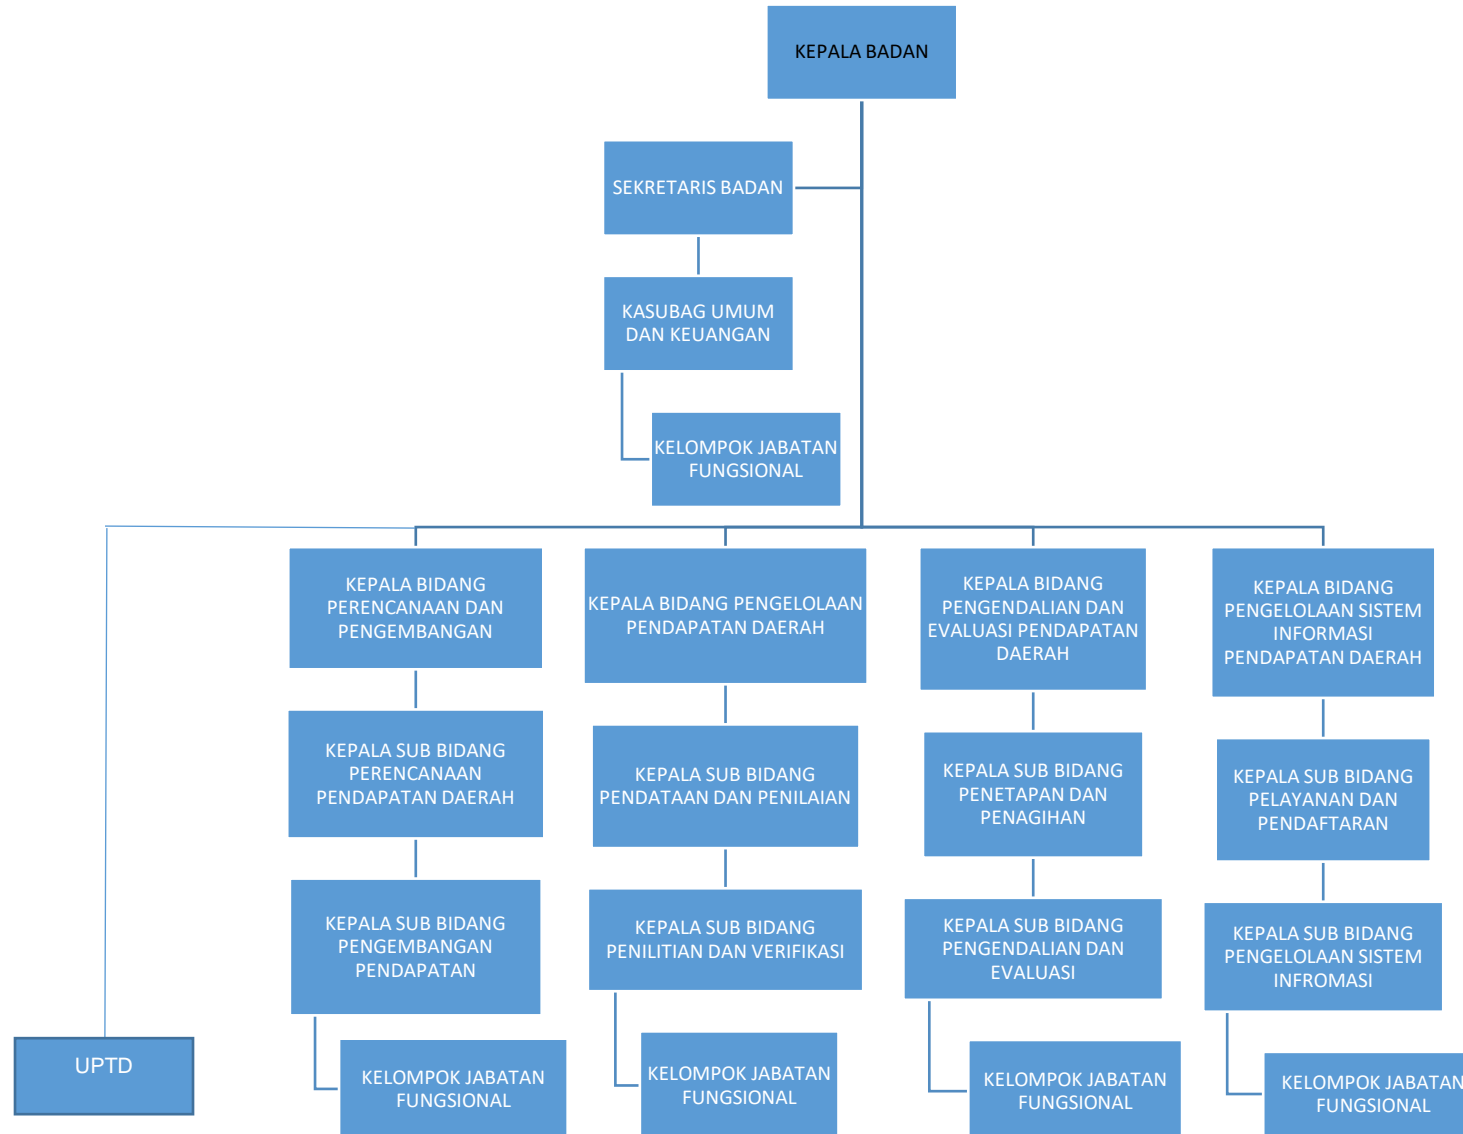 KEPALA BADAN
SEKRETARIS BADAN
KASUBAG UMUM
DAN KEUANGAN
KELOMPOK JABATAN
FUNGSIONAL
KEPALA BIDANG
PERENCANAAN DAN
PENGEMBANGAN
KEPALA SUB BIDANG
PERENCANAAN
PENDAPATAN DAERAH
KEPALA SUB BIDANG
PENGEMBANGAN
PENDAPATAN
KELOMPOK JABATAN
FUNGSIONAL
KEPALA BIDANG PENGELOLAAN
PENDAPATAN DAERAH
KEPALA SUB BIDANG
PENDATAAN DAN PENILAIAN
KEPALA SUB BIDANG
PENILITIAN DAN VERIFIKASI
KELOMPOK JABATAN
FUNGSIONAL
KEPALA BIDANG
PENGENDALIAN DAN
EVALUASI PENDAPATAN
DAERAH
KEPALA SUB BIDANG
PENETAPAN DAN
PENAGIHAN
KEPALA SUB BIDANG
PENGENDALIAN DAN
EVALUASI
KELOMPOK JABATAN
FUNGSIONAL
KEPALA BIDANG
PENGELOLAAN SISTEM
INFORMASI
PENDAPATAN DAERAH
KEPALA SUB BIDANG
PELAYANAN DAN
PENDAFTARAN
KEPALA SUB BIDANG
PENGELOLAAN SISTEM
INFROMASI
KELOMPOK JABATAN
FUNGSIONAL
UPTD